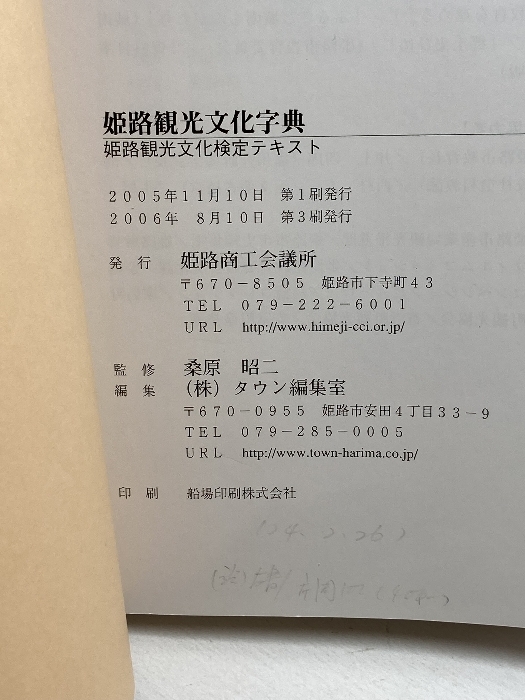 姫路観光文化字典
姫路観光文化検定テキスト
2005年11月10日 第1刷発行
2006年 8月10日 第3刷発行
発行 姫路商工会議所
〒670-8505 姫路市下寺町43
TEL 079-222-6001
URL http://www.himeji-cci.or.jp/
監修 桑原 昭二
編集 (株)タウン編集室
〒670-0955 姫路市安田4丁目33-9
TEL 079-285-0005
URL http://www.town-harima.co.jp/
印刷 船場印刷株式会社